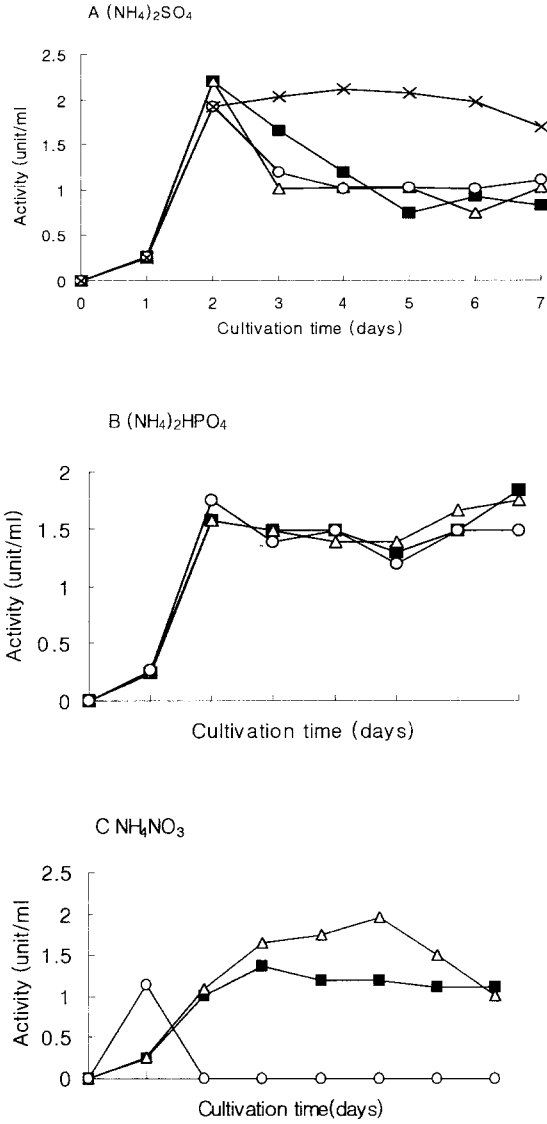 A (NH₄)₂SO₄
2.5
2
1.5
1
0.5
0
Activity (unit/ml)
0 1 2 3 4 5 6 7
Cultivation time (days)
B (NH₄)₂HPO₄
2
1.5
1
0.5
0
Activity (unit/ml)
Cultivation time (days)
C NH₄NO₃
2.5
2
1.5
1
0.5
0
Activity (unit/ml
Cultivation time(days)